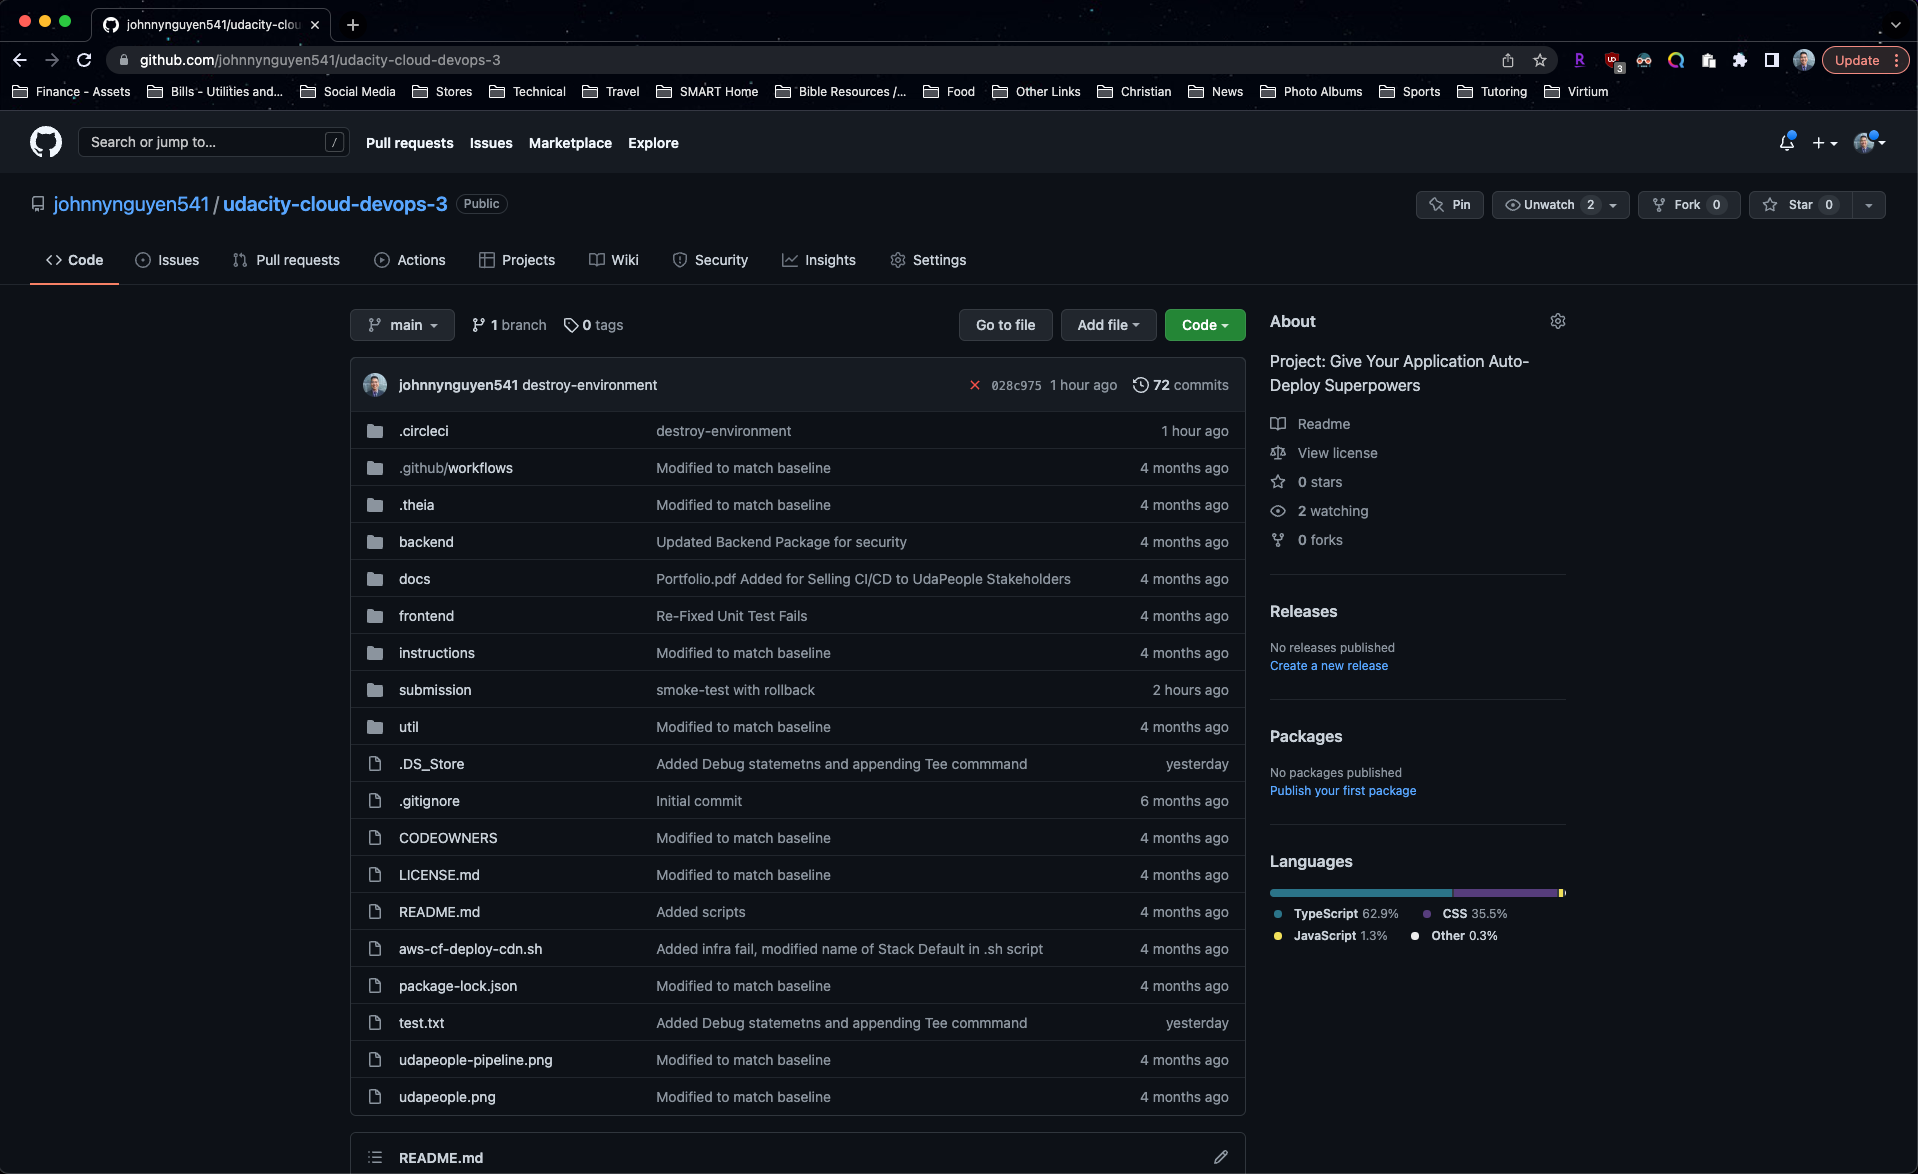 johnnynguyen541/udacity-clou
github.com/johnnynguyen541/udacity-cloud-devops-3
3
Update
Finance - Assets
Bills - Utilities and...
Social Media
Stores
Technical
Travel
SMART Home
Bible Resources /...
Food
Other Links
Christian
News
Photo Albums
Sports
Tutoring
Virtium
Search or jump to...
/
Pull requests
Issues
Marketplace
Explore
johnnynguyen541 / udacity-cloud-devops-3
Public
Pin
Unwatch 2
Fork 0
Star 0
Code
Issues
Pull requests
Actions
Projects
Wiki
Security
Insights
Settings
main
1 branch
0 tags
Go to file
Add file
Code
johnnynguyen541 destroy-environment 028c975 1 hour ago 72 commits
.circleci destroy-environment 1 hour ago
.github/workflows Modified to match baseline 4 months ago
.theia Modified to match baseline 4 months ago
backend Updated Backend Package for security 4 months ago
docs Portfolio.pdf Added for Selling CI/CD to UdaPeople Stakeholders 4 months ago
frontend Re-Fixed Unit Test Fails 4 months ago
instructions Modified to match baseline 4 months ago
submission smoke-test with rollback 2 hours ago
util Modified to match baseline 4 months ago
.DS_Store Added Debug statemetns and appending Tee commmand yesterday
.gitignore Initial commit 6 months ago
CODEOWNERS Modified to match baseline 4 months ago
LICENSE.md Modified to match baseline 4 months ago
README.md Added scripts 4 months ago
aws-cf-deploy-cdn.sh Added infra fail, modified name of Stack Default in .sh script 4 months ago
package-lock.json Modified to match baseline 4 months ago
test.txt Added Debug statemetns and appending Tee commmand yesterday
udapeople-pipeline.png Modified to match baseline 4 months ago
udapeople.png Modified to match baseline 4 months ago
README.md
About
Project: Give Your Application Auto-
Deploy Superpowers
Readme
View license
0 stars
2 watching
0 forks
Releases
No releases published
Create a new release
Packages
No packages published
Publish your first package
Languages
TypeScript 62.9%
CSS 35.5%
JavaScript 1.3%
Other 0.3%